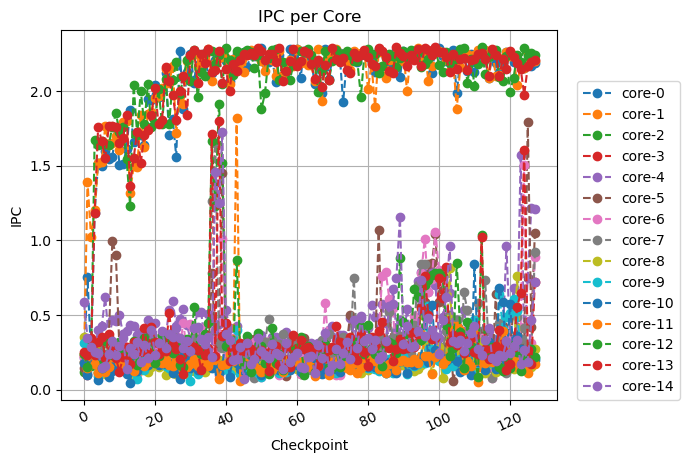 IPC per Core
IPC
2.0
1.5
1.0
0.5
0.0
0
20
40
60
80
100
120
Checkpoint
core-0
core-1
core-2
core-3
core-4
core-5
core-6
core-7
core-8
core-9
core-10
core-11
core-12
core-13
core-14